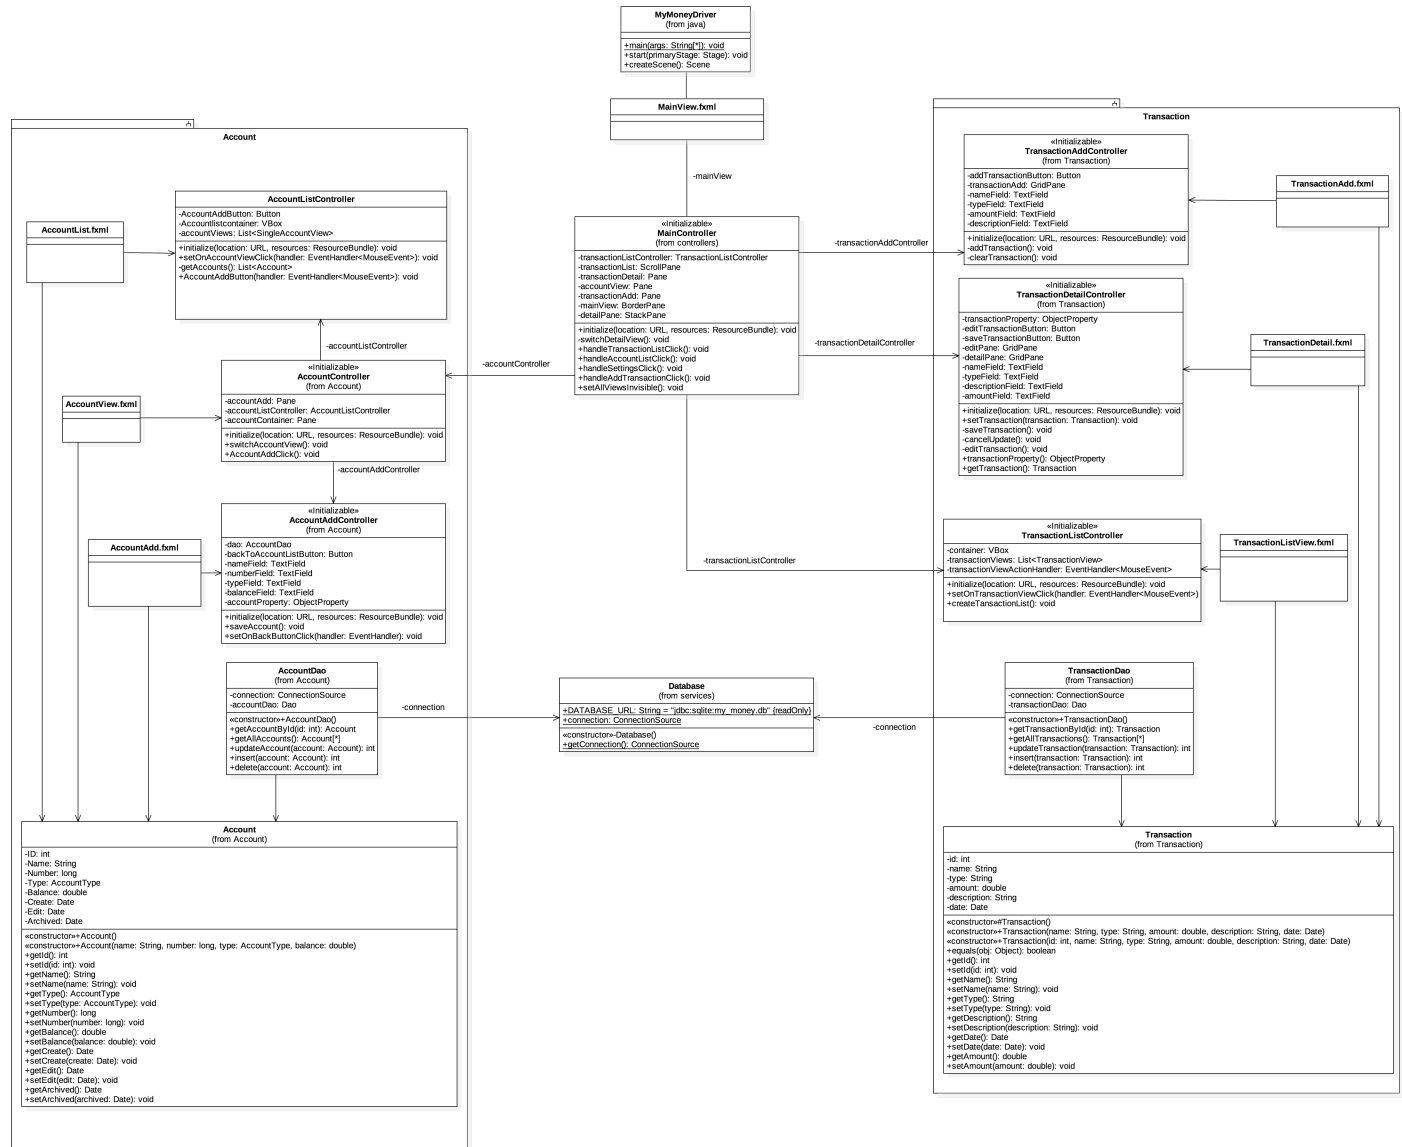 MyMoneyDriver
(from java)
+main(args: String[*]): void
+start(primaryStage: Stage): void
+createScene(): Scene
MainView.fxml
-mainView
«Initializable»
MainController
(from controllers)
-transactionListController: TransactionListController
-transactionList: ScrollPane
-transactionDetail: Pane
-accountView: Pane
-transactionAdd: Pane
-mainView: BorderPane
-detailPane: StackPane
+initialize(location: URL, resources: ResourceBundle): void
-switchDetailView(): void
+handleTransactionListClick(): void
+handleAccountListClick(): void
+handleSettingsClick(): void
+handleAddTransactionClick(): void
+setAllViewsInvisible(): void
-accountController
-transactionAddController
-transactionDetailController
-transactionListController
Account
AccountList.fxml
AccountListController
-AccountAddButton: Button
-Accountlistcontainer: VBox
-accountViews: List<SingleAccountView>
+initialize(location: URL, resources: ResourceBundle): void
+setOnAccountViewClick(handler: EventHandler<MouseEvent>): void
-getAccounts(): List<Account>
+AccountAddButton(handler: EventHandler<MouseEvent>): void
-accountListController
«Initializable»
AccountController
(from Account)
-accountAdd: Pane
-accountListController: AccountListController
-accountContainer: Pane
+initialize(location: URL, resources: ResourceBundle): void
+switchAccountView(): void
+AccountAddClick(): void
AccountView.fxml
-accountAddController
«Initializable»
AccountAddController
(from Account)
-dao: AccountDao
-backToAccountListButton: Button
-nameField: TextField
-numberField: TextField
-typeField: TextField
-balanceField: TextField
-accountProperty: ObjectProperty
+initialize(location: URL, resources: ResourceBundle): void
+saveAccount(): void
+setOnBackButtonClick(handler: EventHandler): void
AccountAdd.fxml
AccountDao
(from Account)
-connection: ConnectionSource
-accountDao: Dao
«constructor»+AccountDao()
+getAccountById(id: int): Account
+getAllAccounts(): Account[*]
+updateAccount(account: Account): int
+insert(account: Account): int
+delete(account: Account): int
-connection
Database
(from services)
+DATABASE_URL: String = "jdbc:sqlite:my_money.db" {readOnly}
+connection: ConnectionSource
«constructor»-Database()
+getConnection(): ConnectionSource
-connection
Account
(from Account)
-ID: int
-Name: String
-Number: long
-Type: AccountType
-Balance: double
-Create: Date
-Edit: Date
-Archived: Date
«constructor»+Account()
«constructor»+Account(name: String, number: long, type: AccountType, balance: double)
+getId(): int
+setId(id: int): void
+getName(): String
+setName(name: String): void
+getType(): AccountType
+setType(type: AccountType): void
+getNumber(): long
+setNumber(number: long): void
+getBalance(): double
+setBalance(balance: double): void
+getCreate(): Date
+setCreate(create: Date): void
+getEdit(): Date
+setEdit(edit: Date): void
+getArchived(): Date
+setArchived(archived: Date): void
Transaction
«Initializable»
TransactionAddController
(from Transaction)
-addTransactionButton: Button
-transactionAdd: GridPane
-nameField: TextField
-typeField: TextField
-amountField: TextField
-descriptionField: TextField
+initialize(location: URL, resources: ResourceBundle): void
-addTransaction(): void
-clearTransaction(): void
TransactionAdd.fxml
«Initializable»
TransactionDetailController
(from Transaction)
-transactionProperty: ObjectProperty
-editTransactionButton: Button
-saveTransactionButton: Button
-editPane: GridPane
-detailPane: GridPane
-nameField: TextField
-typeField: TextField
-descriptionField: TextField
-amountField: TextField
+initialize(location: URL, resources: ResourceBundle): void
+setTransaction(transaction: Transaction): void
-saveTransaction(): void
-cancelUpdate(): void
-editTransaction(): void
+transactionProperty(): ObjectProperty
+getTransaction(): Transaction
TransactionDetail.fxml
«Initializable»
TransactionListController
-container: VBox
-transactionViews: List<TransactionView>
-transactionViewActionHandler: EventHandler<MouseEvent>
+initialize(location: URL, resources: ResourceBundle): void
+setOnTransactionViewClick(handler: EventHandler<MouseEvent>)
+createTansactionList(): void
TransactionListView.fxml
TransactionDao
(from Transaction)
-connection: ConnectionSource
-transactionDao: Dao
«constructor»+TransactionDao()
+getTransactionById(id: int): Transaction
+getAllTransactions(): Transaction[*]
+updateTransaction(transaction: Transaction): int
+insert(transaction: Transaction): int
+delete(transaction: Transaction): int
Transaction
(from Transaction)
-id: int
-name: String
-type: String
-amount: double
-description: String
-date: Date
«constructor»#Transaction()
«constructor»+Transaction(name: String, type: String, amount: double, description: String, date: Date)
«constructor»+Transaction(id: int, name: String, type: String, amount: double, description: String, date: Date)
+equals(obj: Object): boolean
+getId(): int
+setId(id: int): void
+getName(): String
+setName(name: String): void
+getType(): String
+setType(type: String): void
+getDescription(): String
+setDescription(description: String): void
+getDate(): Date
+setDate(date: Date): void
+getAmount(): double
+setAmount(amount: double): void